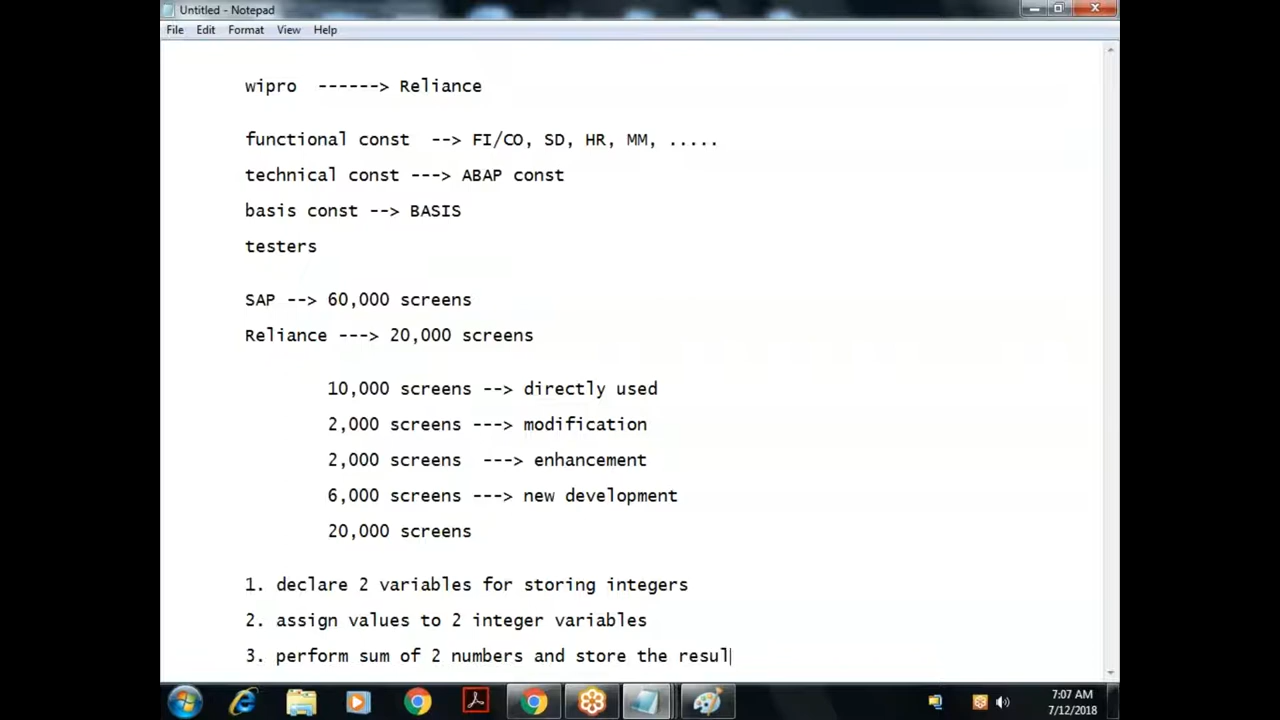 Untitled - Notepad
File Edit Format View Help
wipro ------> Reliance
functional const --> FI/CO, SD, HR, MM, .....
technical const ---> ABAP const
basis const --> BASIS
testers
SAP --> 60,000 screens
Reliance ---> 20,000 screens
10,000 screens --> directly used
2,000 screens ---> modification
2,000 screens ---> enhancement
6,000 screens ---> new development
20,000 screens
1. declare 2 variables for storing integers
2. assign values to 2 integer variables
3. perform sum of 2 numbers and store the resul
7:07 AM
7/12/2018